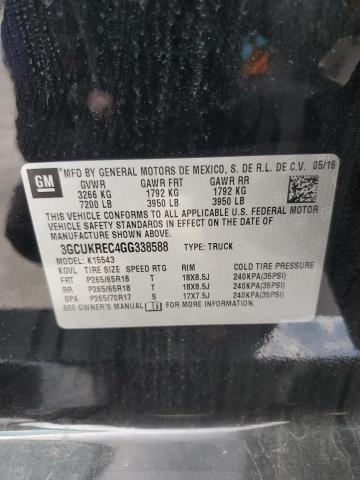 GM
MFD BY GENERAL MOTORS DE MEXICO, S. DE R.L. DE C.V. 05/16
GVWR GAWR FRT GAWR RR
3266 KG 1792 KG 1792 KG
7200 LB 3950 LB 3950 LB
THIS VEHICLE CONFORMS TO ALL APPLICABLE U.S. FEDERAL MOTOR
VEHICLE SAFETY STANDARDS IN EFFECT ON THE DATE OF
MANUFACTURE SHOWN ABOVE.
3GCUKREC4GG338588 TYPE: TRUCK
MODEL: K15543
KGVL TIRE SIZE SPEED RTG RIM COLD TIRE PRESSURE
FRT P265/65R18 T 18X8.5J 240KPA(35PSI)
RR P265/65R18 T 18X8.5J 240KPA(35PSI)
SPA P265/70R17 S 17X7.5J 240KPA(35PSI)
SEE OWNER'S MANUAL FOR ADDITIONAL INFORMATION.